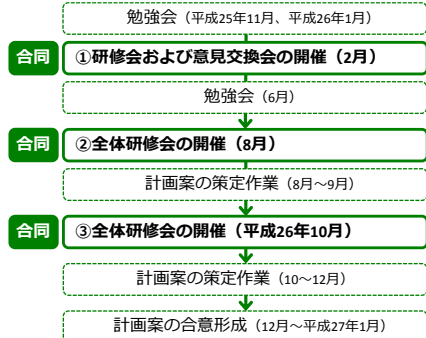 勉強会（平成25年11月、平成26年1月）
合同 ①研修会および意見交換会の開催（2月）
勉強会（6月）
合同 ②全体研修会の開催（8月）
計画案の策定作業（8月～9月）
合同 ③全体研修会の開催（平成26年10月）
計画案の策定作業（10～12月）
計画案の合意形成（12月～平成27年1月）